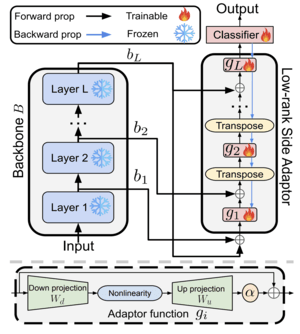 Output
Forward prop
Trainable
Backward prop
Frozen
Classifier
b_L
g_L
Layer L
...
...
Transpose
b_2
g_2
Layer 2
Transpose
b_1
g_1
Layer 1
Backbone B
Low-rank Side Adaptor
Input
Down projection
W_d
Nonlinearity
Up projection
W_u
α
Adaptor function g_i